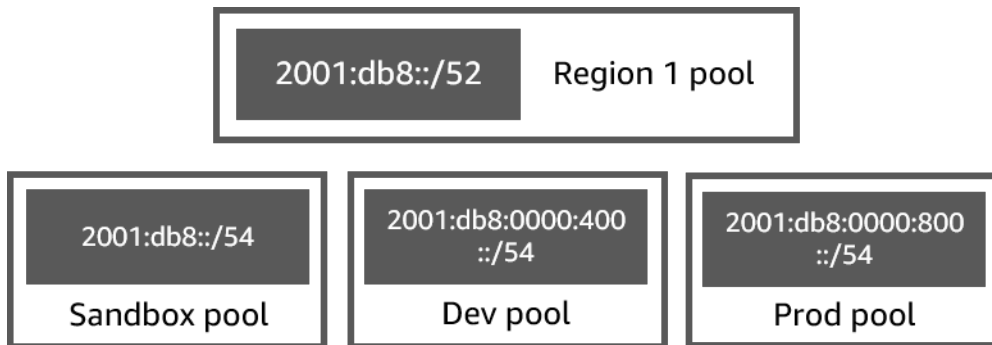 2001:db8::/52
Region 1 pool
2001:db8::/54
Sandbox pool
2001:db8:0000:400
::/54
Dev pool
2001:db8:0000:800
::/54
Prod pool